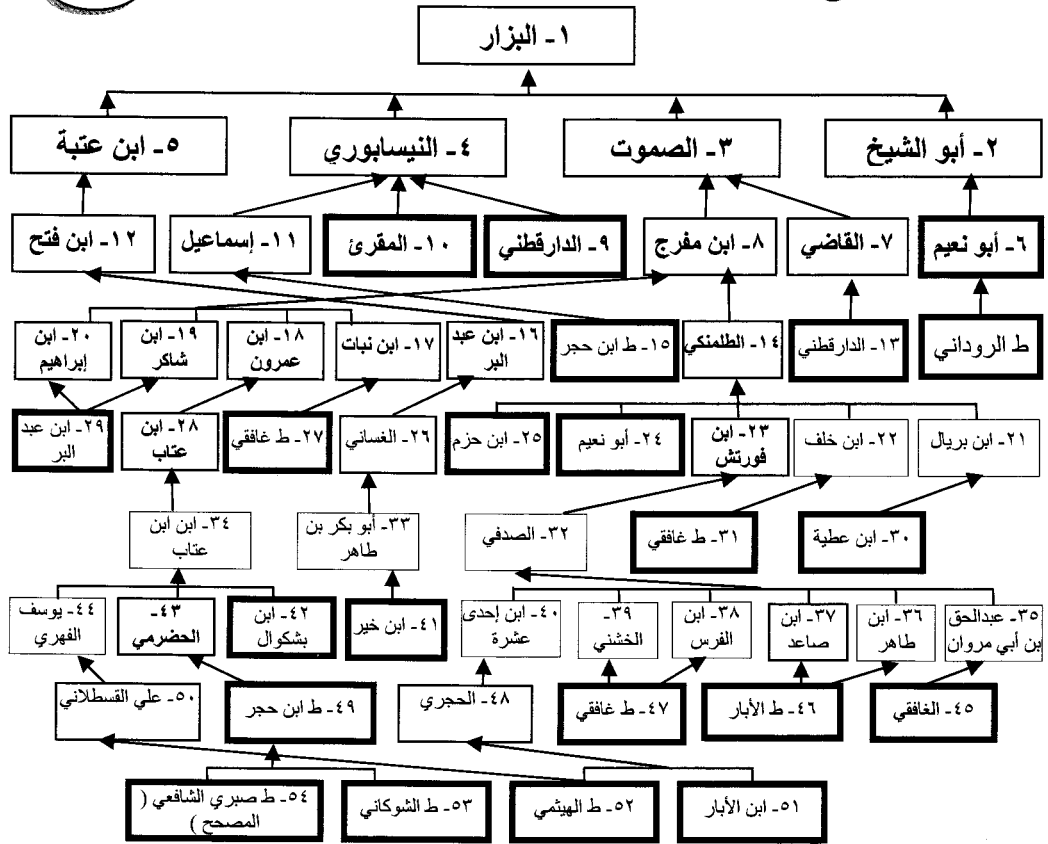 ١- البزار
٢- أبو الشيخ
٣- الصموت
٤- النيسابوري
٥- ابن عتبة
٦- أبو نعيم
٧- القاضي
٨- ابن مفرج
٩- الدارقطني
١٠- المقرئ
١١- إسماعيل
١٢- ابن فتح
ط الروداني
١٣- الدارقطني
١٤- الطلمنكي
١٥- ط ابن حجر
١٦- ابن عبد
البر
١٧- ابن نبات
١٨- ابن
عمرون
١٩- ابن
شاكر
٢٠- ابن
إبراهيم
٢١- ابن بريال
٢٢- ابن خلف
٢٣- ابن
فورتش
٢٤- أبو نعيم
٢٥- ابن حزم
٢٦- الغساني
٢٧- ط غافقي
٢٨- ابن
عتاب
٢٩- ابن عبد
البر
٣٠- ابن عطية
٣١- ط غافقي
٣٢- الصدفي
٣٣- أبو بكر بن
طاهر
٣٤- ابن ابن
عتاب
٣٥- عبدالحق
بن أبي مروان
٣٦- ابن
طاهر
٣٧- ابن
صاعد
٣٨- ابن
الفرس
٣٩-
الخشني
٤٠- ابن إحدى
عشرة
٤١- ابن خير
٤٢- ابن
بشكوال
٤٣-
الحضرمي
٤٤- يوسف
الفهري
٤٥- الغافقي
٤٦- ط الأبار
٤٧- ط غافقي
٤٨- الحجري
٤٩- ط ابن حجر
٥٠- علي القسطلاني
٥١- ابن الأبار
٥٢- ط الهيثمي
٥٣- ط الشوكاني
٥٤- ط صبري الشافعي (
المصحح )